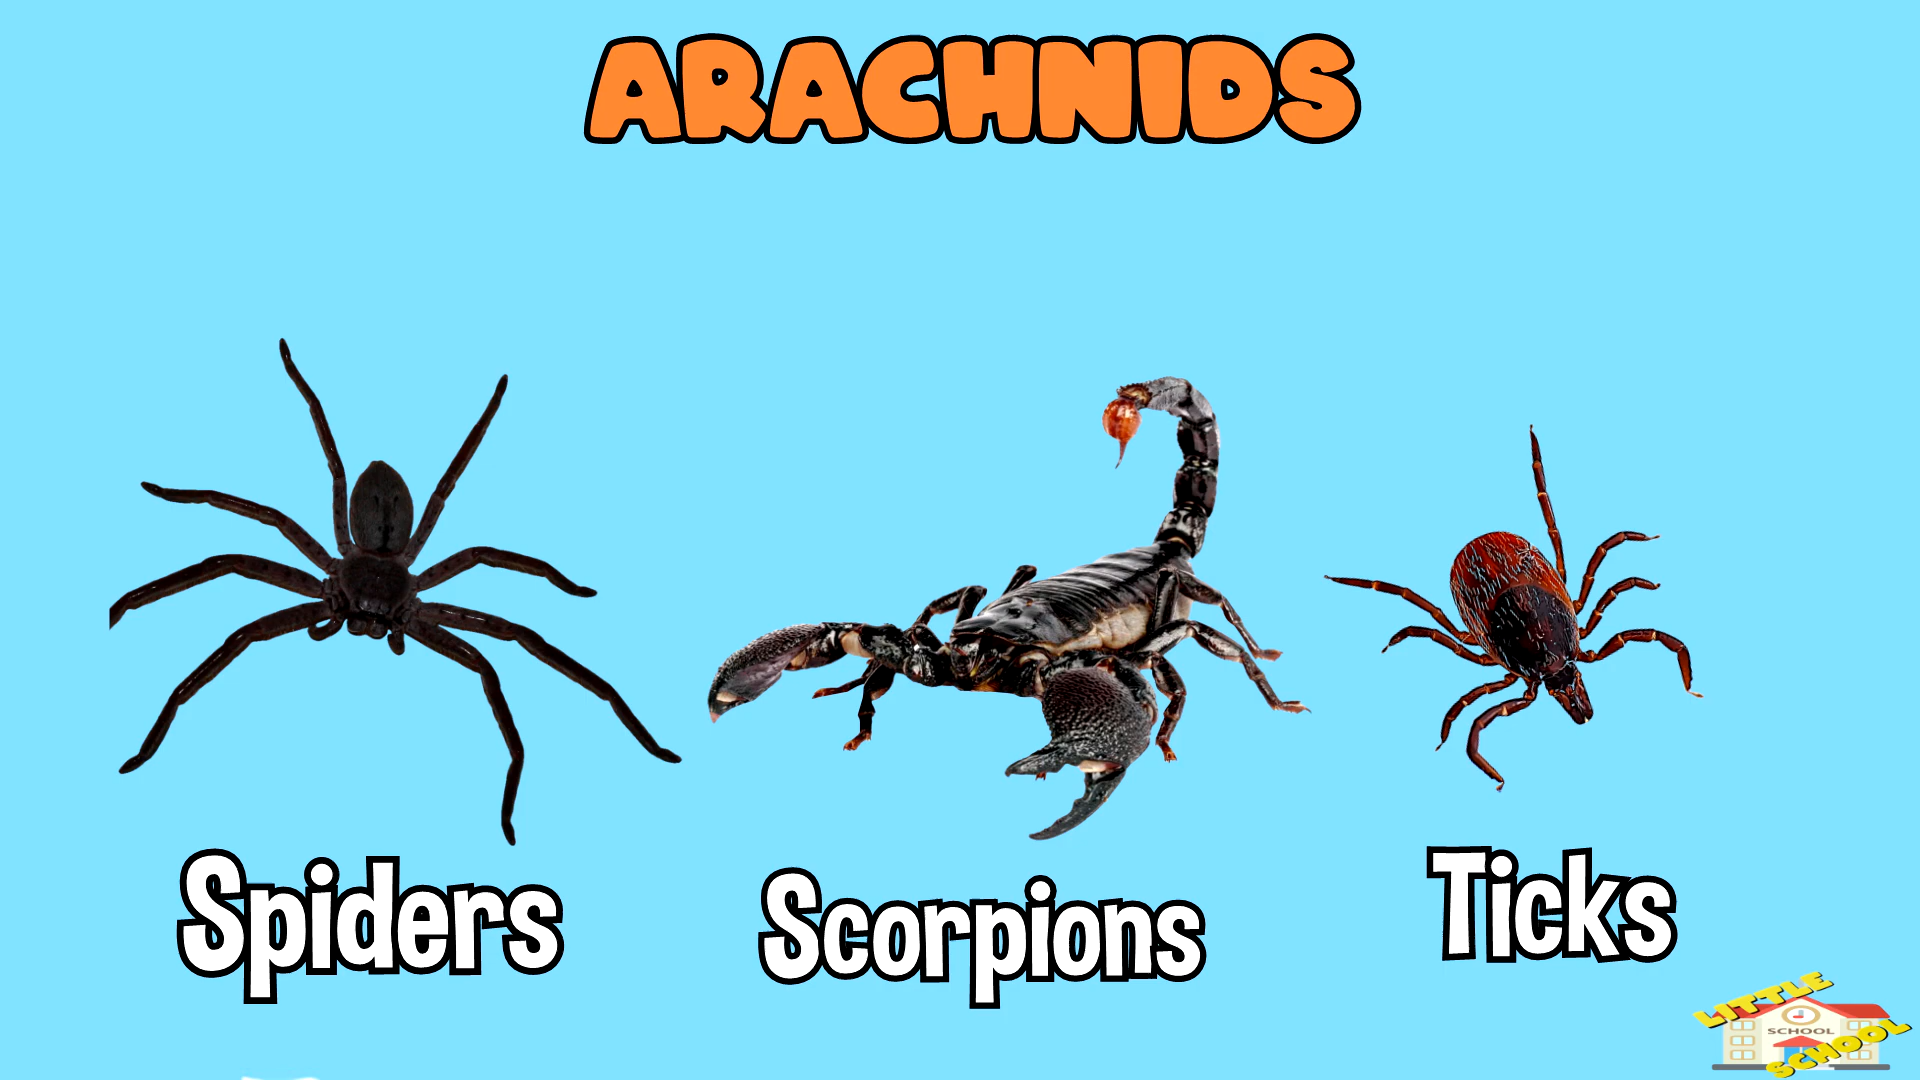 ARACHNIDS
Spiders
Scorpions
Ticks
LITTLE
SCHOOL
SCHOOL